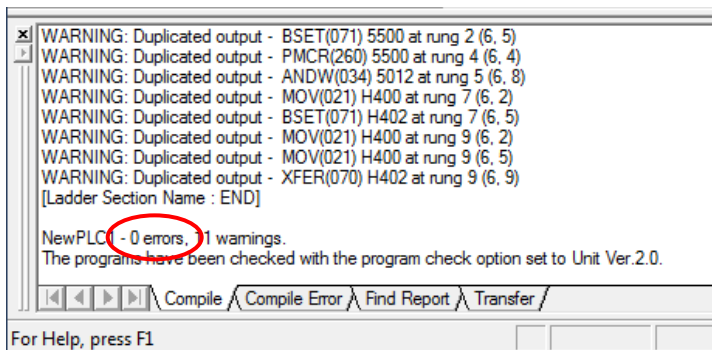 WARNING: Duplicated output - BSET(071) 5500 at rung 2 (6, 5)
WARNING: Duplicated output - PMCR(260) 5500 at rung 4 (6, 4)
WARNING: Duplicated output - ANDW(034) 5012 at rung 5 (6, 8)
WARNING: Duplicated output - MOV(021) H400 at rung 7 (6, 2)
WARNING: Duplicated output - BSET(071) H402 at rung 7 (6, 5)
WARNING: Duplicated output - MOV(021) H400 at rung 9 (6, 2)
WARNING: Duplicated output - MOV(021) H400 at rung 9 (6, 5)
WARNING: Duplicated output - XFER(070) H402 at rung 9 (6, 9)
[Ladder Section Name : END]
NewPLC1 - 0 errors, 11 warnings.
The programs have been checked with the program check option set to Unit Ver.2.0.
Compile Compile Error Find Report Transfer
For Help, press F1